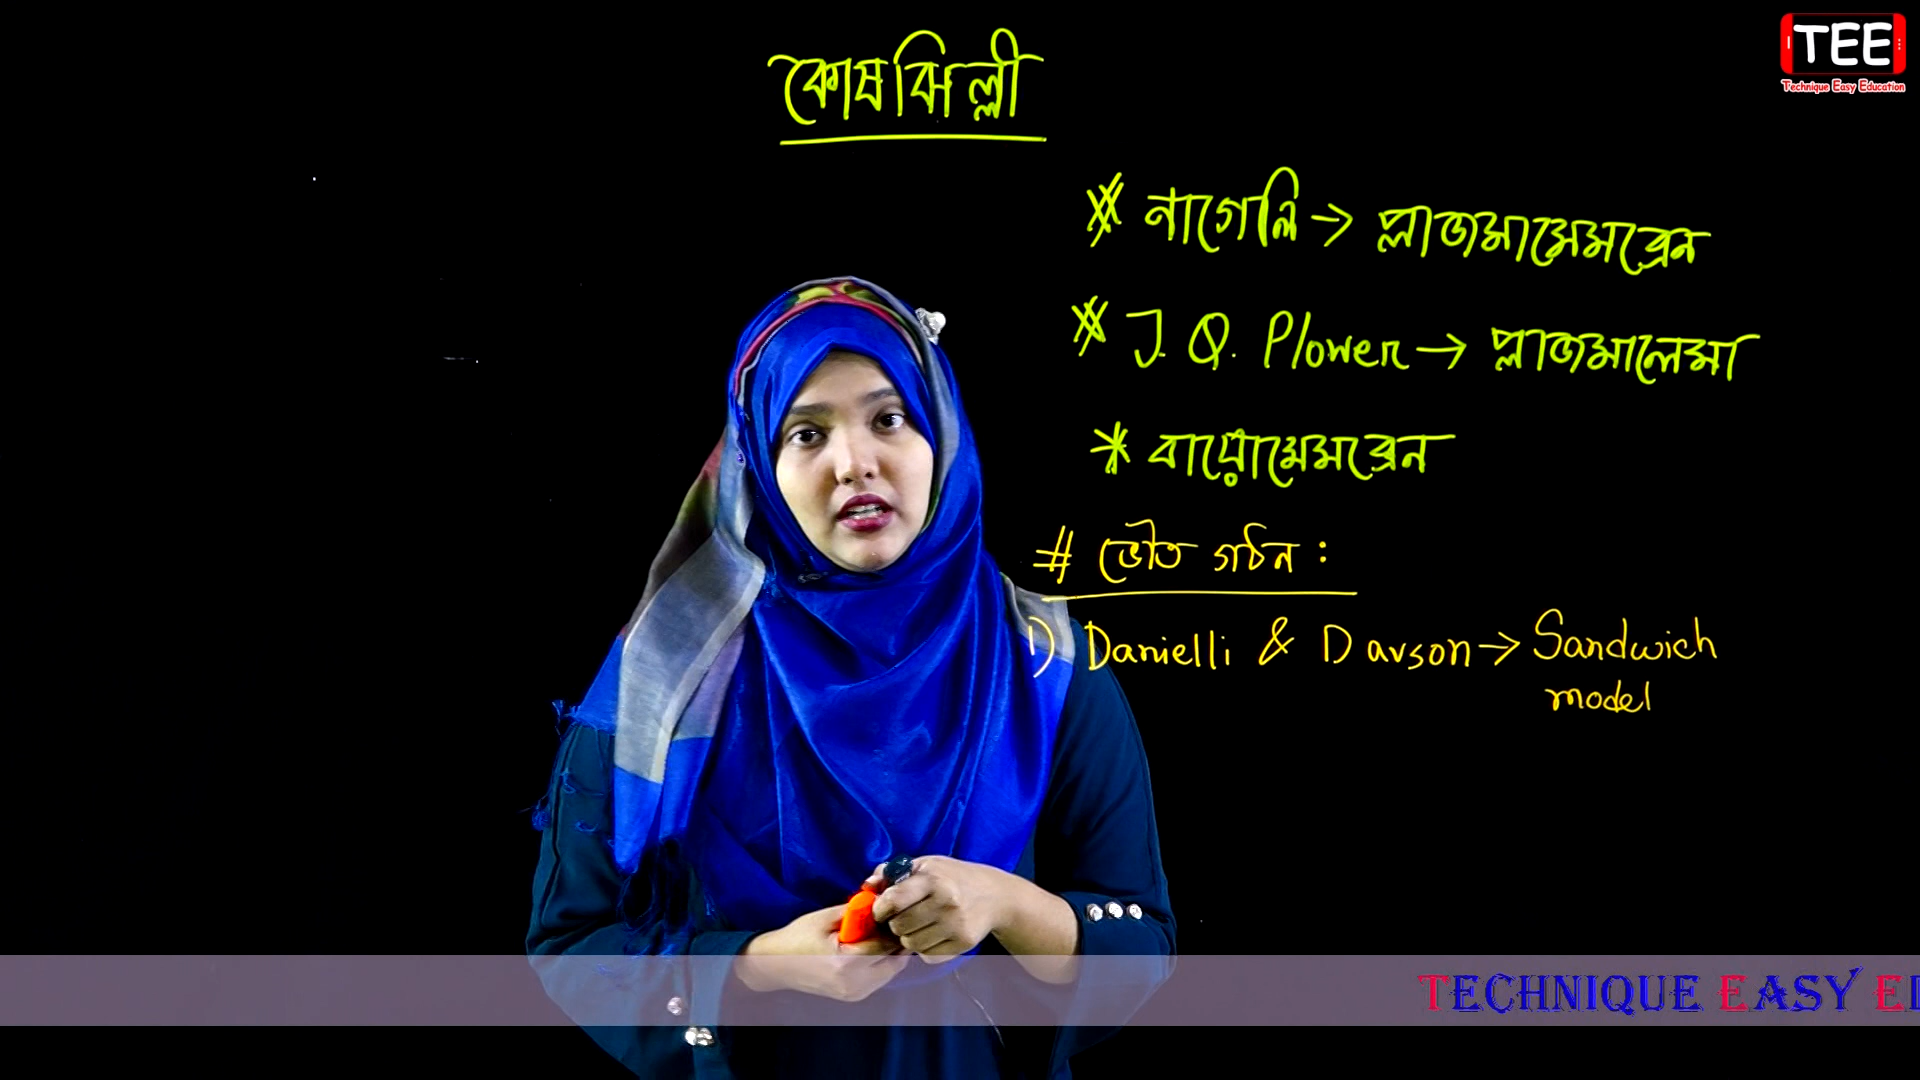 কোষঝিল্লী
TEE
Technique Easy Education
* নাগেলি → প্লাজমামেমব্রেন
* J. Q. Plower → প্লাজমালেমা
* বায়োমেমব্রেন
# ভৌত গঠন :
1) Danielli & Davson → Sandwich
model
TECHNIQUE EASY